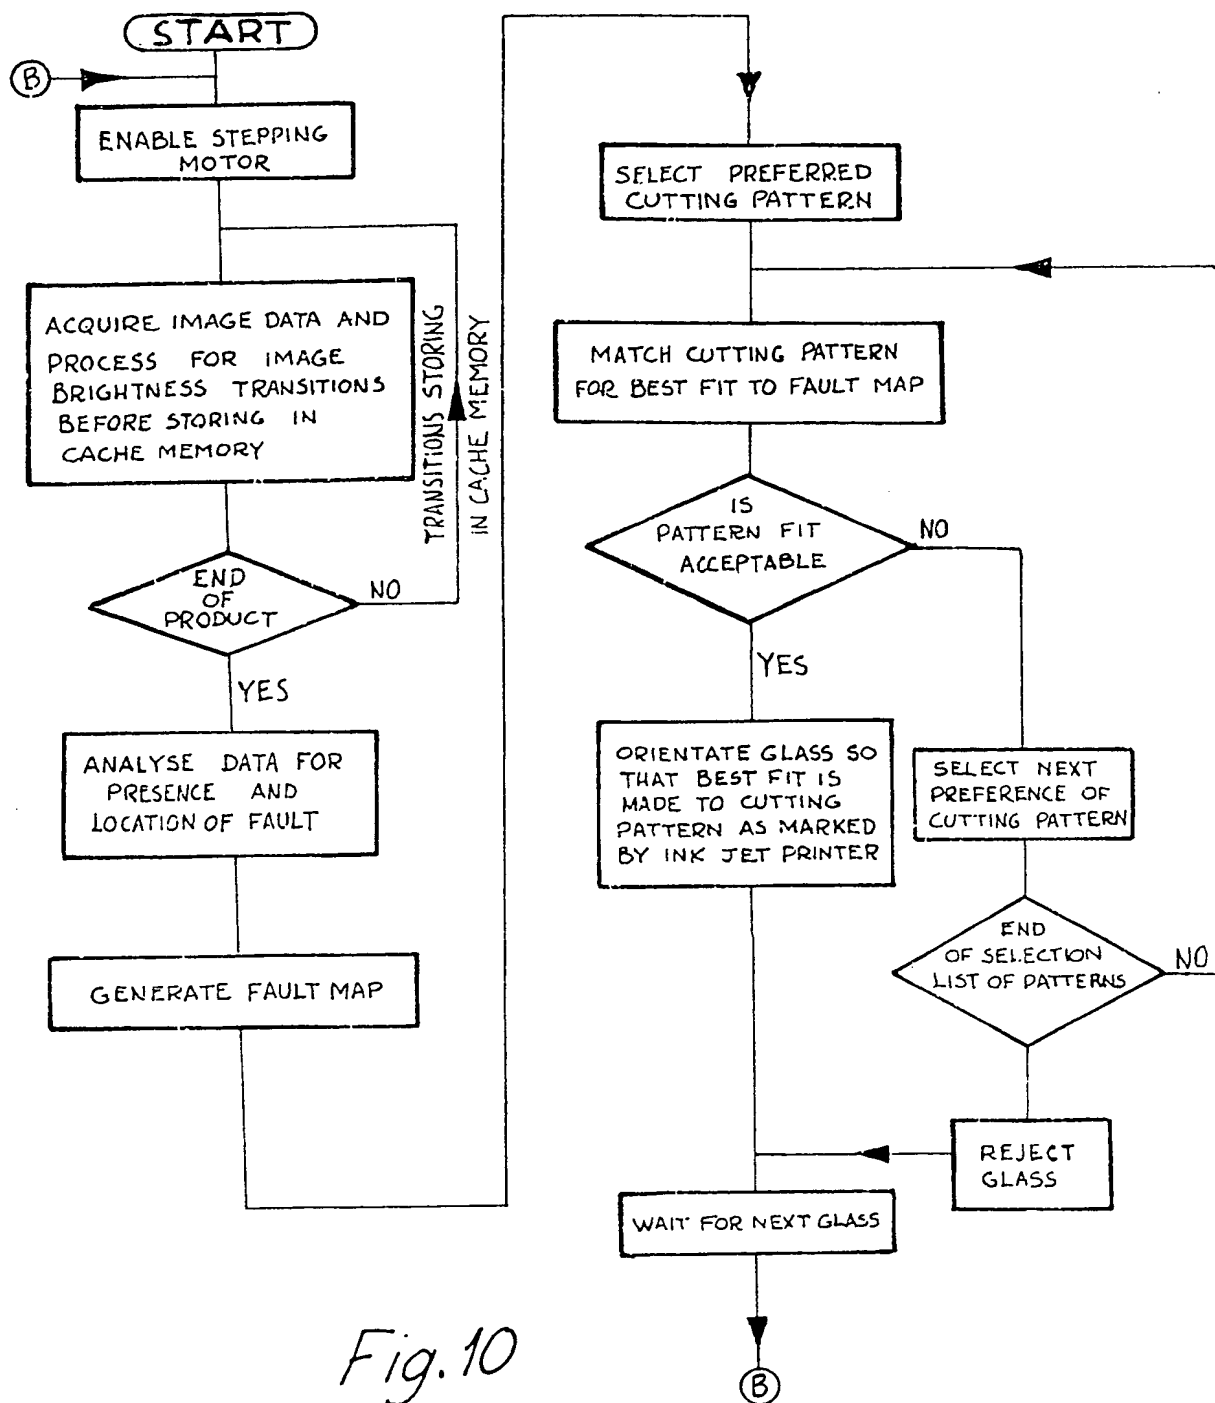 START
B
ENABLE STEPPING
MOTOR
ACQUIRE IMAGE DATA AND
PROCESS FOR IMAGE
BRIGHTNESS TRANSITIONS
BEFORE STORING IN
CACHE MEMORY
TRANSITIONS STORING
IN CACHE MEMORY
END
OF
PRODUCT
NO
YES
ANALYSE DATA FOR
PRESENCE AND
LOCATION OF FAULT
GENERATE FAULT MAP
SELECT PREFERRED
CUTTING PATTERN
MATCH CUTTING PATTERN
FOR BEST FIT TO FAULT MAP
IS
PATTERN FIT
ACCEPTABLE
NO
YES
ORIENTATE GLASS SO
THAT BEST FIT IS
MADE TO CUTTING
PATTERN AS MARKED
BY INK JET PRINTER
SELECT NEXT
PREFERENCE OF
CUTTING PATTERN
END
OF SELECTION
LIST OF PATTERNS
NO
REJECT
GLASS
WAIT FOR NEXT GLASS
B
Fig. 10